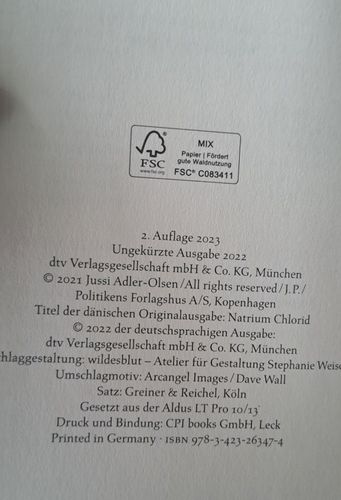 FSC
www.fsc.org
MIX
Papier | Fördert
gute Waldnutzung
FSC® C083411
2. Auflage 2023
Ungekürzte Ausgabe 2022
dtv Verlagsgesellschaft mbH & Co. KG, München
© 2021 Jussi Adler-Olsen / All rights reserved / J. P. /
Politikens Forlagshus A/S, Kopenhagen
Titel der dänischen Originalausgabe: Natrium Chlorid
© 2022 der deutschsprachigen Ausgabe:
dtv Verlagsgesellschaft mbH & Co. KG, München
schlaggestaltung: wildesblut – Atelier für Gestaltung Stephanie Weise
Umschlagmotiv: Arcangel Images / Dave Wall
Satz: Greiner & Reichel, Köln
Gesetzt aus der Aldus LT Pro 10/13˙
Druck und Bindung: CPI books GmbH, Leck
Printed in Germany · ISBN 978-3-423-26347-4